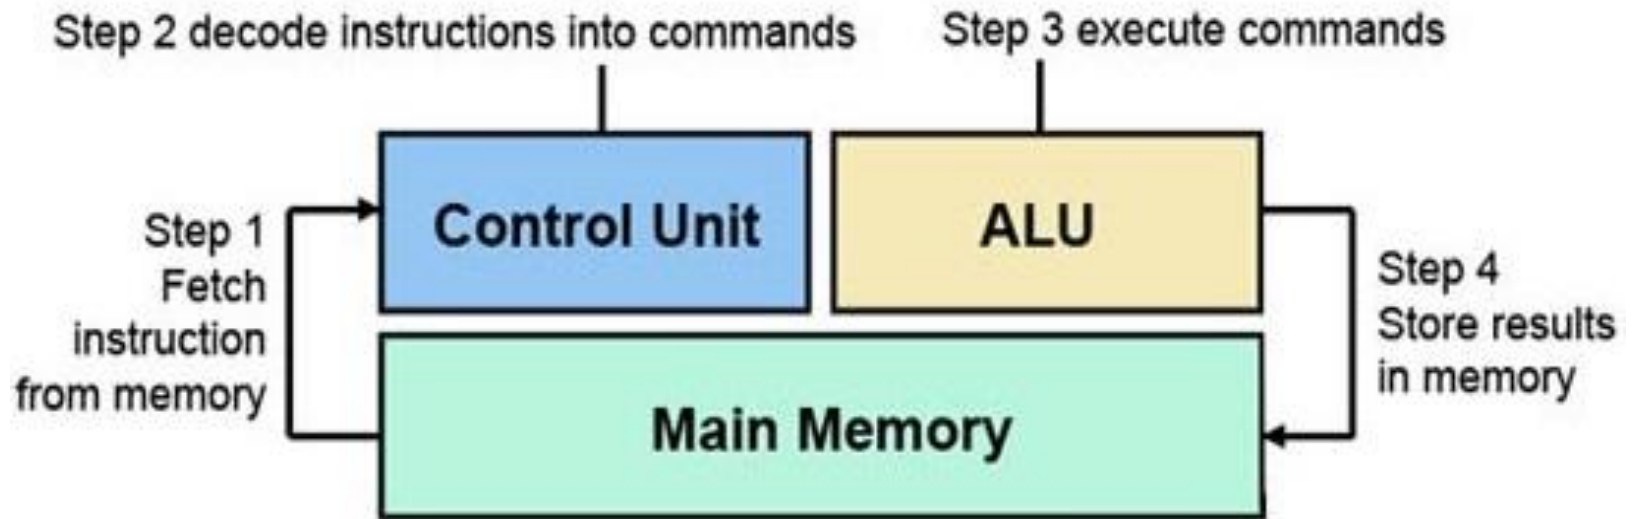 Step 2 decode instructions into commands
Step 3 execute commands
Step 1
Fetch
instruction
from memory
Control Unit
ALU
Step 4
Store results
in memory
Main Memory